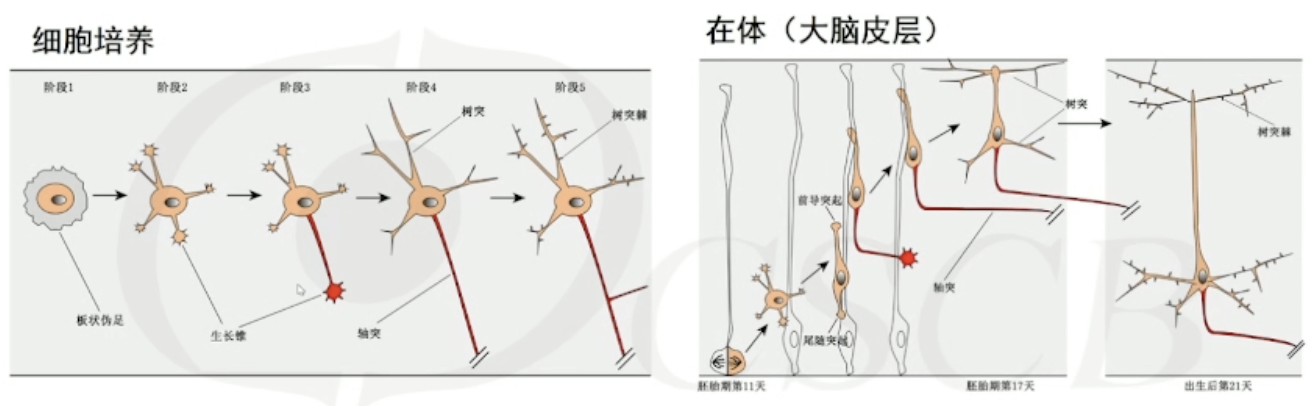 细胞培养
阶段1
阶段2
阶段3
阶段4
阶段5
树突
树突棘
板状伪足
生长锥
轴突
在体（大脑皮层）
树突
树突棘
前导突起
轴突
尾随突起
胚胎期第11天
胚胎期第17天
出生后第21天
CSCB